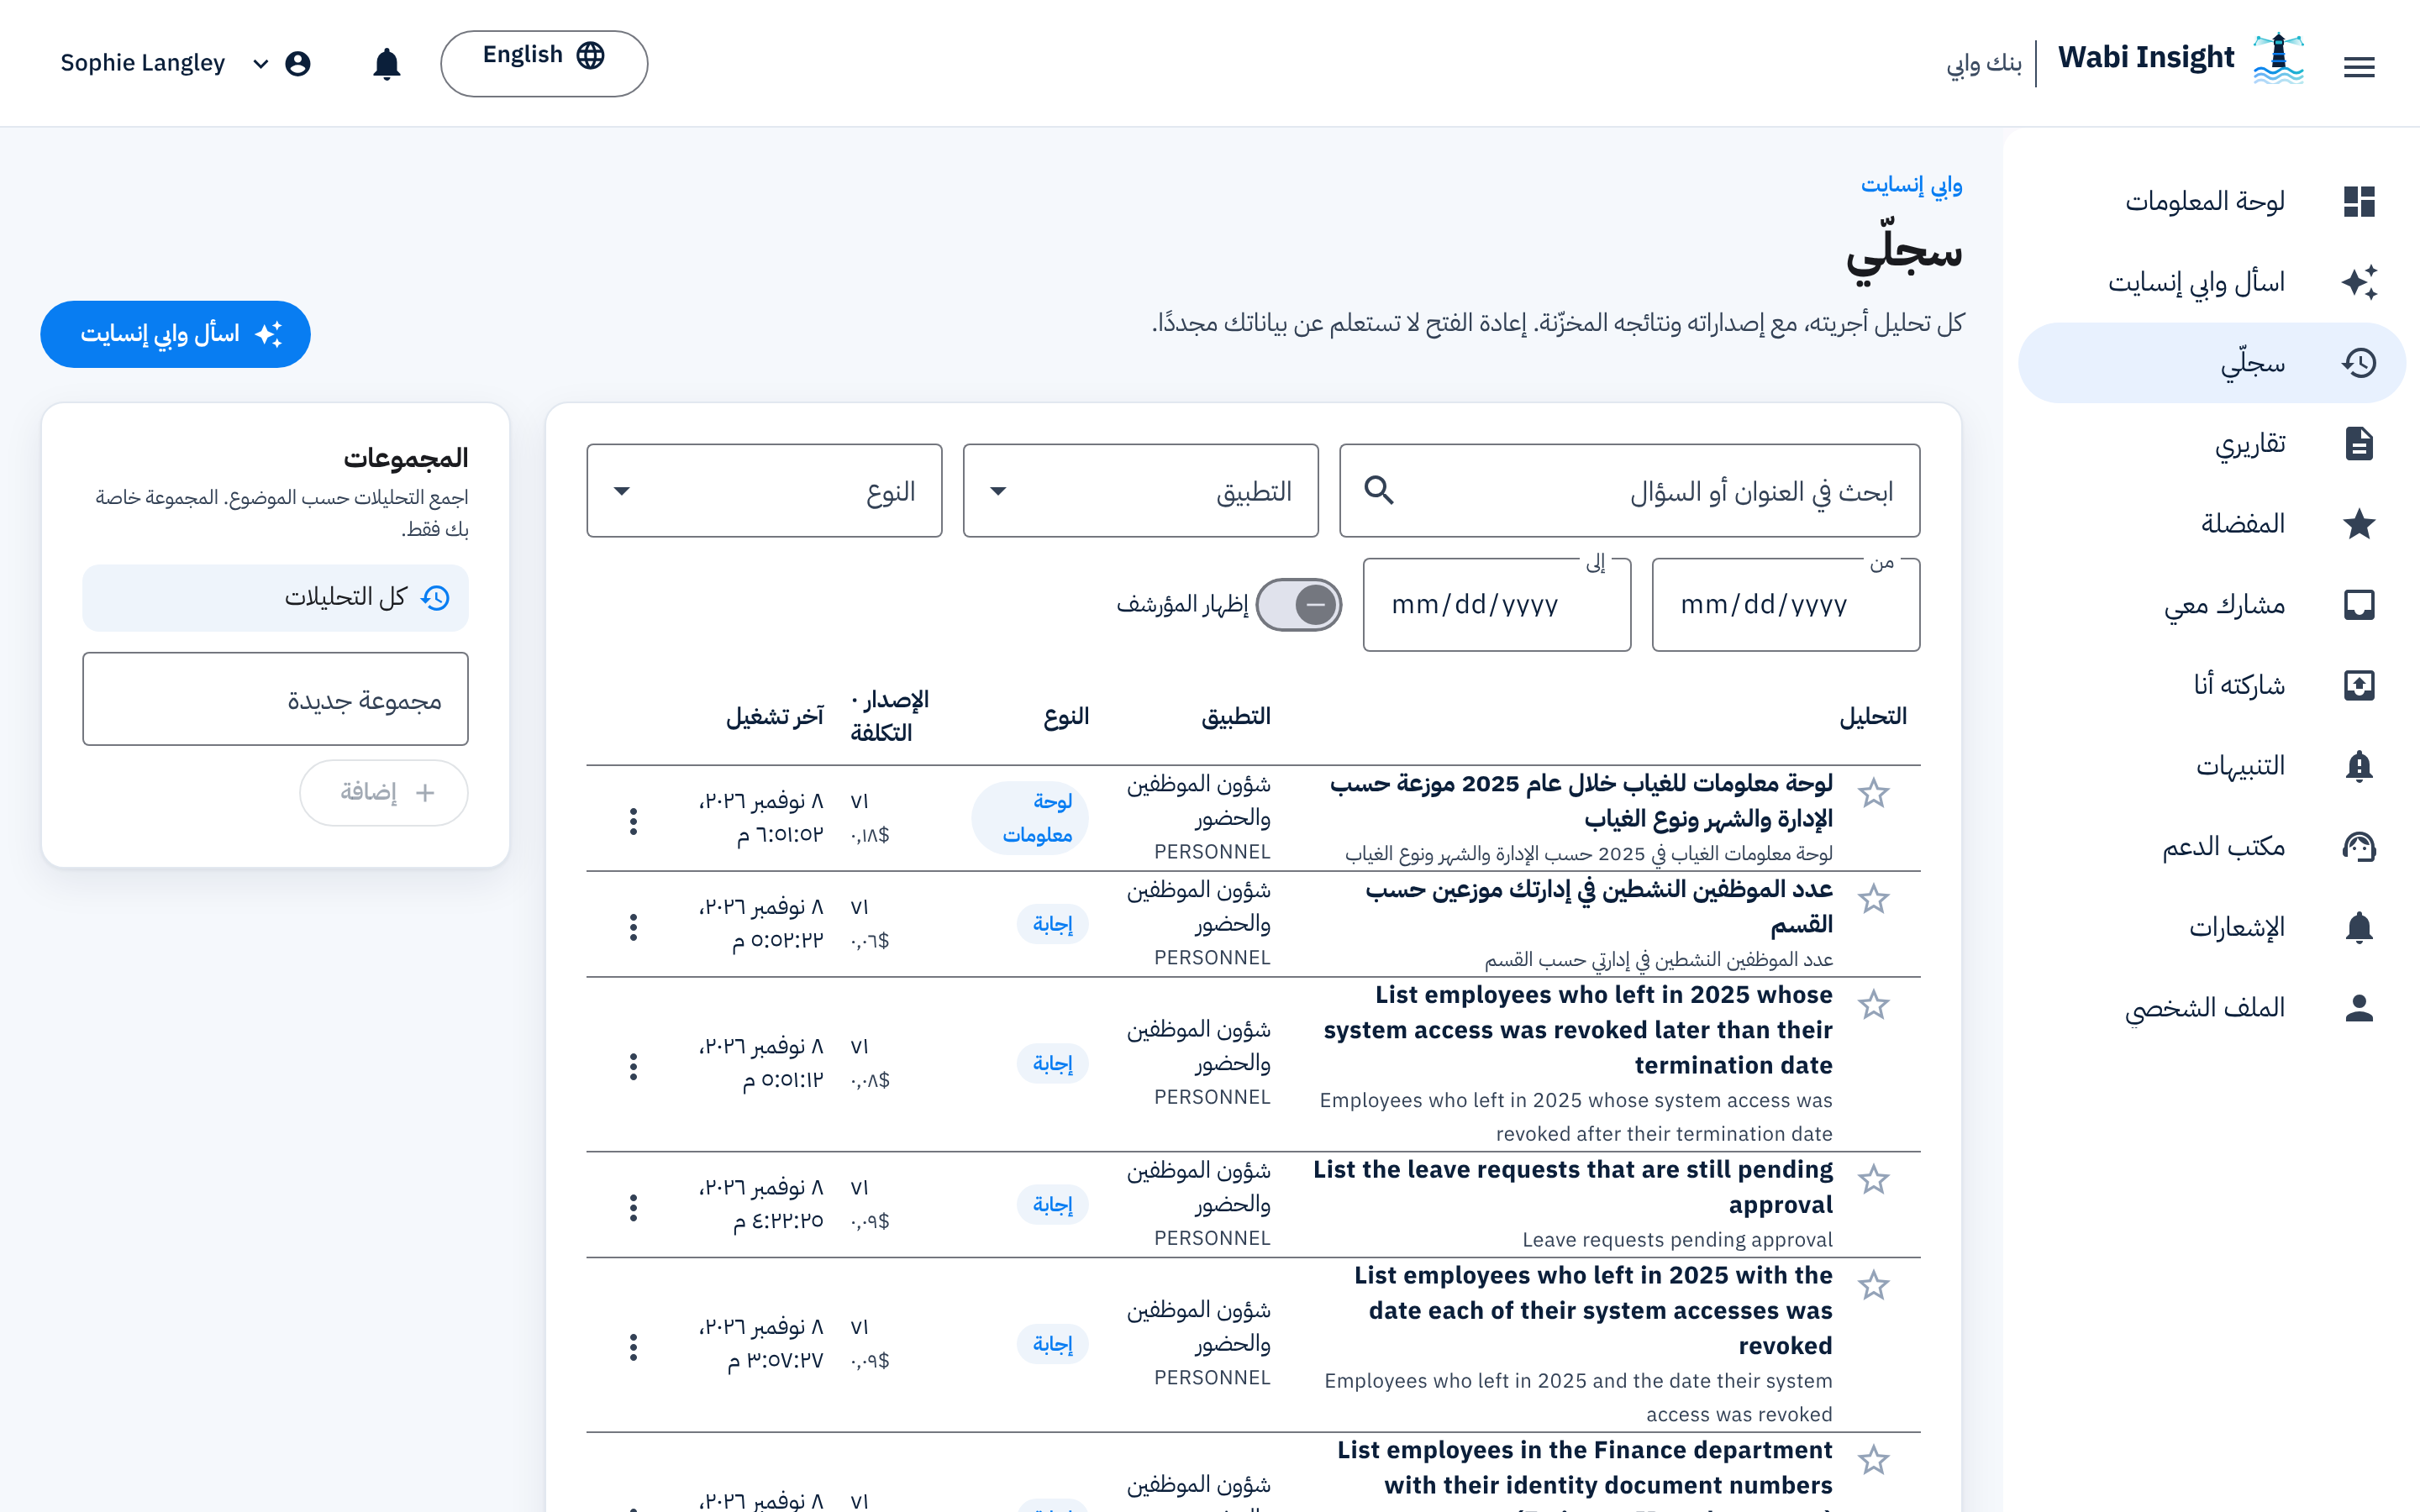 Wabi Insight
بنك وابي
English
Sophie Langley
لوحة المعلومات
اسأل وابي إنسايت
سجلّي
تقاريري
المفضلة
مشارك معي
شاركته أنا
التنبيهات
مكتب الدعم
الإشعارات
الملف الشخصي
وابي إنسايت
سجلّي
كل تحليل أجريته، مع إصداراته ونتائجه المخزّنة. إعادة الفتح لا تستعلم عن بياناتك مجددًا.
اسأل وابي إنسايت
ابحث في العنوان أو السؤال
التطبيق
النوع
من
mm/dd/yyyy
إلى
mm/dd/yyyy
إظهار المؤرشف
التحليل
التطبيق
النوع
الإصدار ·
التكلفة
آخر تشغيل
لوحة معلومات للغياب خلال عام 2025 موزعة حسب
الإدارة والشهر ونوع الغياب
لوحة معلومات الغياب في 2025 حسب الإدارة والشهر ونوع الغياب
شؤون الموظفين
والحضور
PERSONNEL
لوحة
معلومات
v١
٠٫١٨$
٨ نوفمبر ٢٠٢٦،
٦:٥١:٥٢ م
عدد الموظفين النشطين في إدارتك موزعين حسب
القسم
عدد الموظفين النشطين في إدارتي حسب القسم
شؤون الموظفين
والحضور
PERSONNEL
إجابة
v١
٠٫٠٦$
٨ نوفمبر ٢٠٢٦،
٥:٥٢:٢٢ م
List employees who left in 2025 whose
system access was revoked later than their
termination date
Employees who left in 2025 whose system access was
revoked after their termination date
شؤون الموظفين
والحضور
PERSONNEL
إجابة
v١
٠٫٠٨$
٨ نوفمبر ٢٠٢٦،
٥:٥١:١٢ م
List the leave requests that are still pending
approval
Leave requests pending approval
شؤون الموظفين
والحضور
PERSONNEL
إجابة
v١
٠٫٠٩$
٨ نوفمبر ٢٠٢٦،
٤:٢٢:٢٥ م
List employees who left in 2025 with the
date each of their system accesses was
revoked
Employees who left in 2025 and the date their system
access was revoked
شؤون الموظفين
والحضور
PERSONNEL
إجابة
v١
٠٫٠٩$
٨ نوفمبر ٢٠٢٦،
٣:٥٧:٢٧ م
List employees in the Finance department
with their identity document numbers
شؤون الموظفين
v١
٨ نوفمبر ٢٠٢٦،
المجموعات
اجمع التحليلات حسب الموضوع. المجموعة خاصة
بك فقط.
كل التحليلات
مجموعة جديدة
إضافة